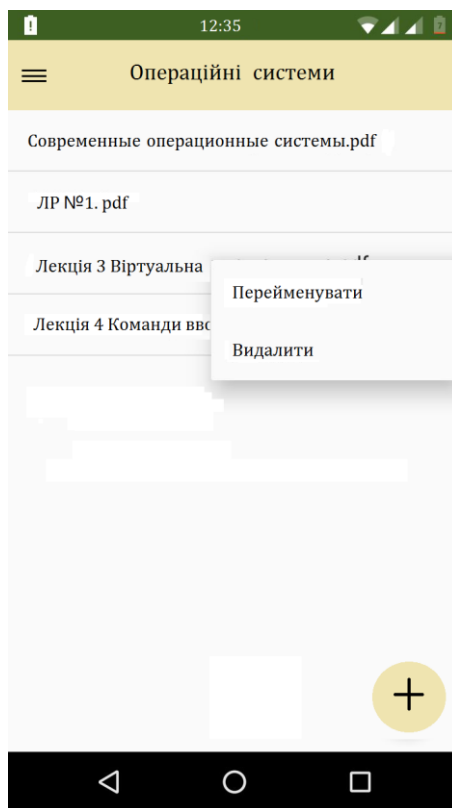 12:35
Операційні системи
Современные операционные системы.pdf
ЛР №1. pdf
Лекція 3 Віртуальна
Перейменувати
Лекція 4 Команди вво
Видалити